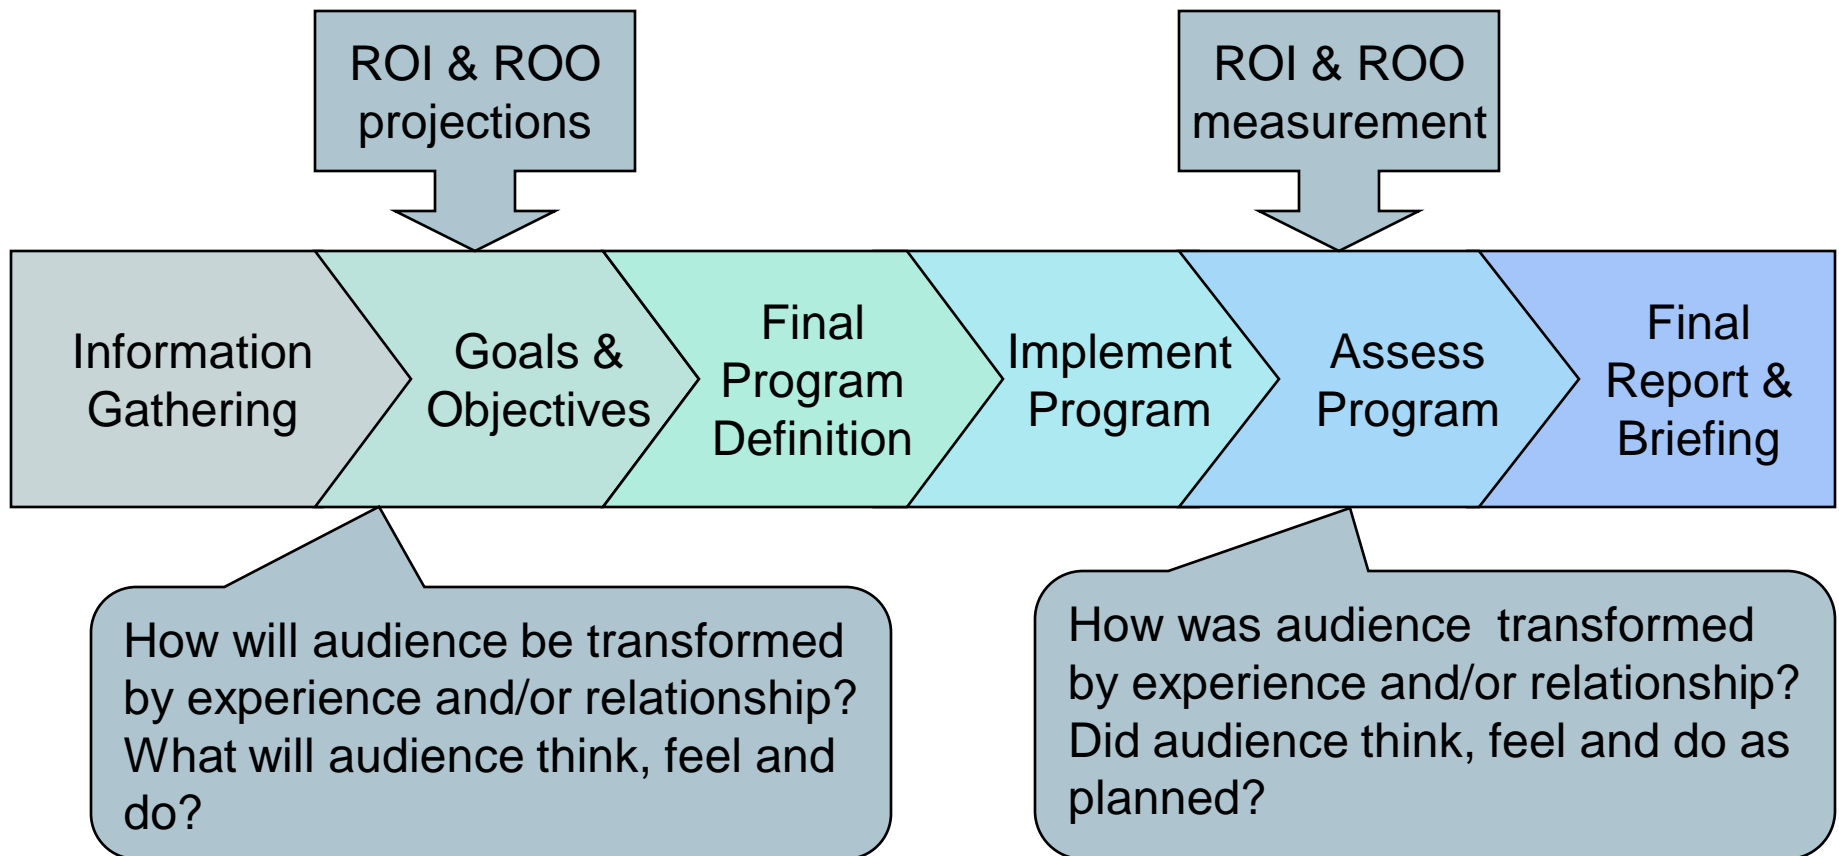 ROI & ROO
projections
ROI & ROO
measurement
Information
Gathering
Goals &
Objectives
Final
Program
Definition
Implement
Program
Assess
Program
Final
Report &
Briefing
How will audience be transformed
by experience and/or relationship?
What will audience think, feel and
do?
How was audience  transformed
by experience and/or relationship?
Did audience think, feel and do as
planned?